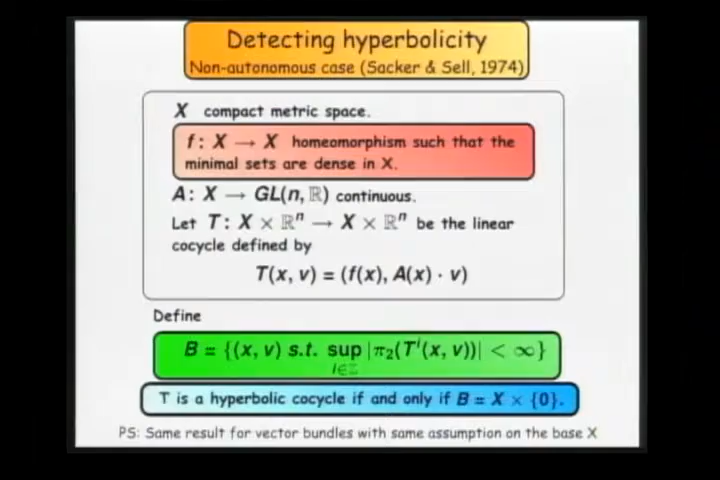 Detecting hyperbolicity
Non-autonomous case (Sacker & Sell, 1974)
X compact metric space.
f: X → X homeomorphism such that the
minimal sets are dense in X.
A: X → GL(n, ℝ) continuous.
Let T: X × ℝⁿ → X × ℝⁿ be the linear
cocycle defined by
T(x, v) = (f(x), A(x) · v)
Define
B = {(x, v) s.t. sup |π₂(Tⁱ(x, v))| < ∞}
i∈ℤ
T is a hyperbolic cocycle if and only if B = X × {0}.
PS: Same result for vector bundles with same assumption on the base X